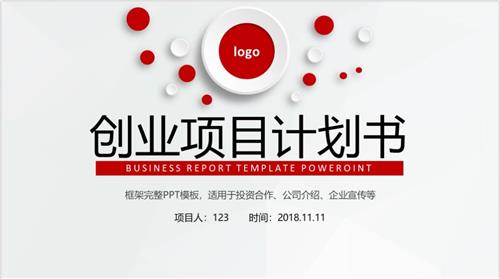 logo
创业项目计划书
BUSINESS REPORT TEMPLATE POWEROINT
框架完整PPT模板，适用于投资合作、公司介绍、企业宣传等
项目人：123 时间：2018.11.11